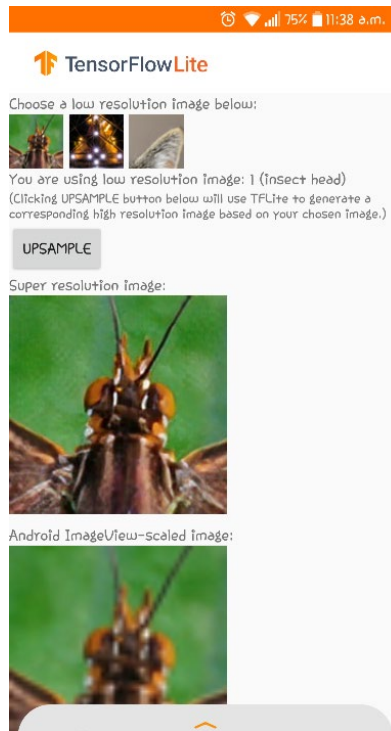 75% 11:38 a.m.
TensorFlowLite
Choose a low resolution image below:
You are using low resolution image: 1 (insect head)
(Clicking UPSAMPLE button below will use TFLite to generate a
corresponding high resolution image based on your chosen image.)
UPSAMPLE
Super resolution image:
Android ImageView-scaled image: